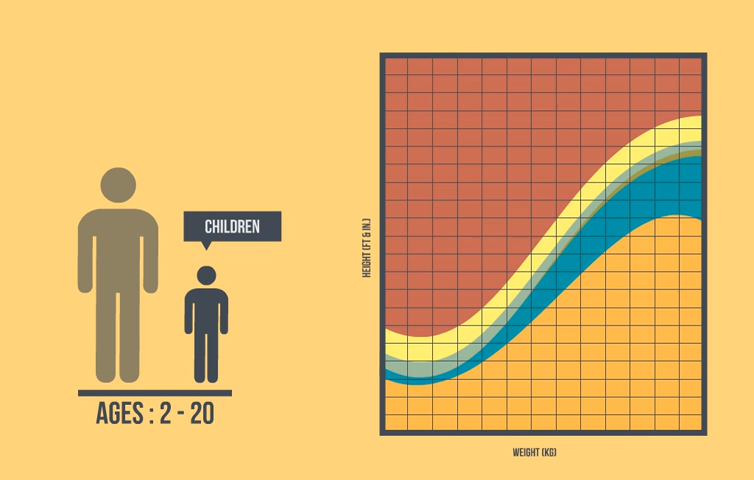 CHILDREN
AGES : 2 - 20
HEIGHT (FT & IN.)
WEIGHT (KG)